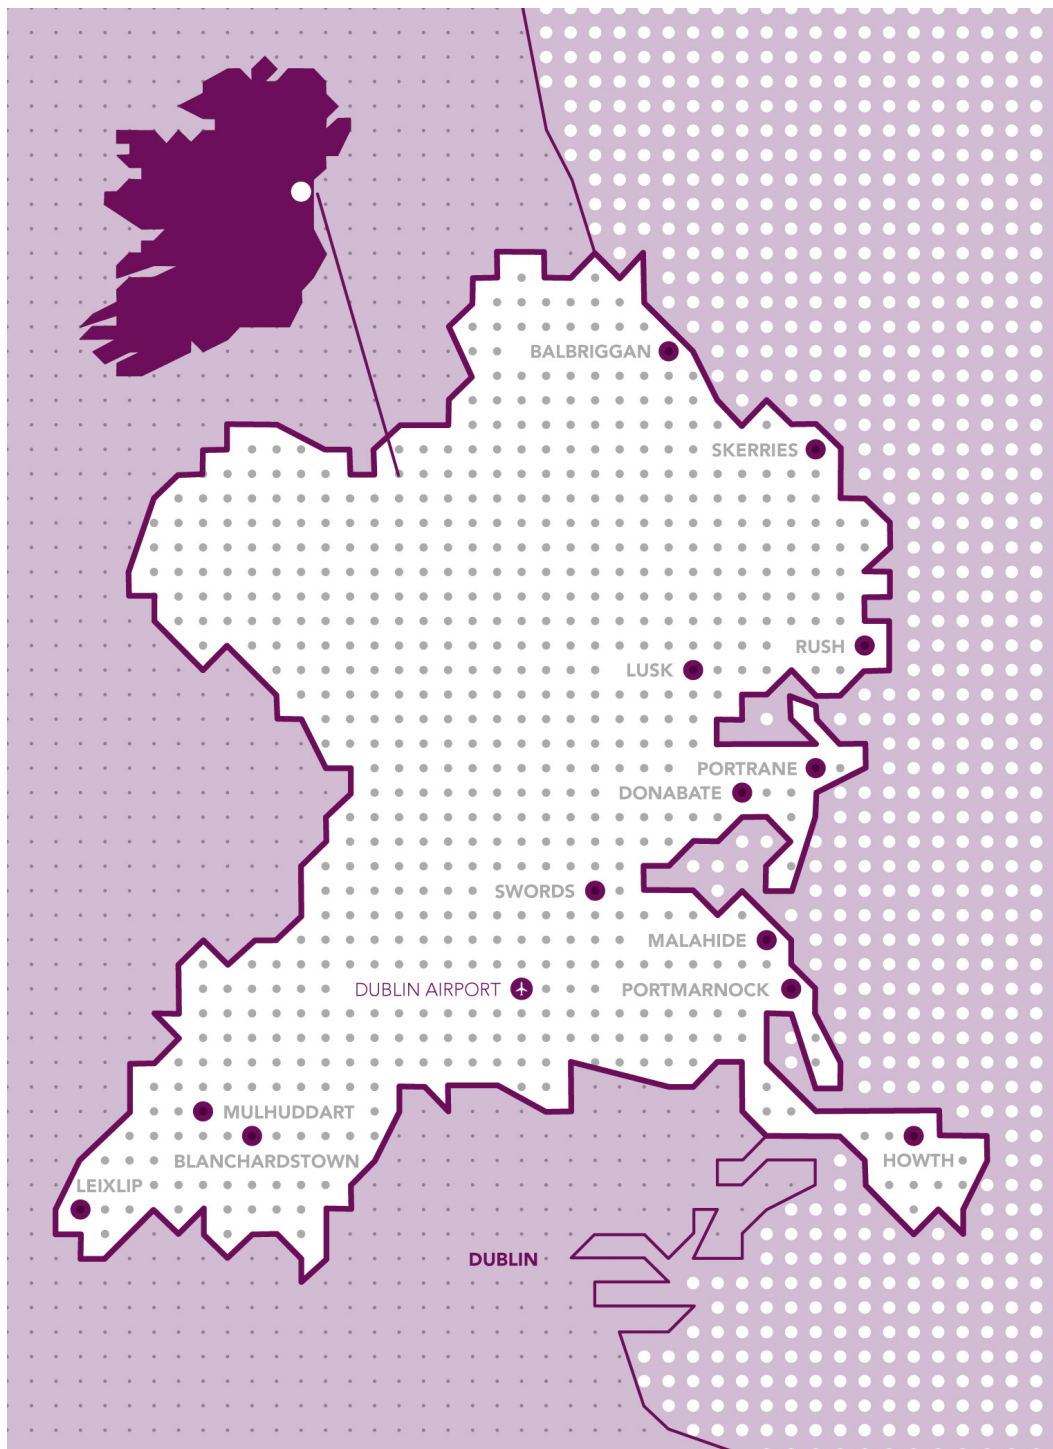 BALBRIGGAN
SKERRIES
RUSH
LUSK
PORTRANE
DONABATE
SWORDS
MALAHIDE
DUBLIN AIRPORT
PORTMARNOCK
MULHUDDART
BLANCHARDSTOWN
HOWTH
LEIXLIP
DUBLIN